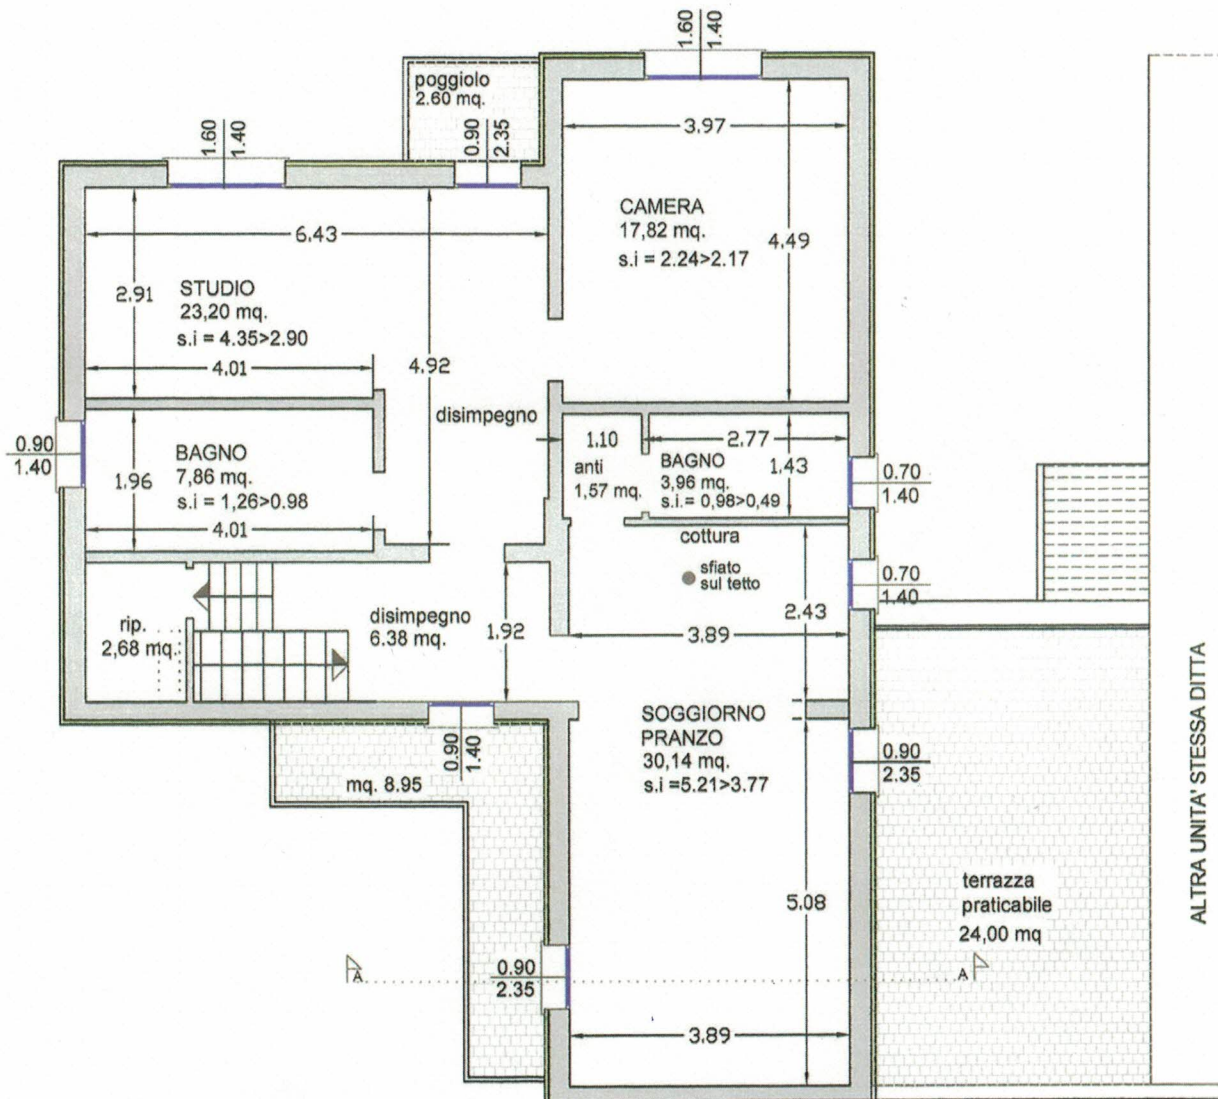 1.60
1.40
poggiolo
2.60 mq.
0.90
2.35
1.60
1.40
3.97
CAMERA
17,82 mq.
s.i = 2.24>2.17
4.49
6.43
2.91
STUDIO
23,20 mq.
s.i = 4.35>2.90
4.01
4.92
disimpegno
0.90
1.40
BAGNO
7,86 mq.
s.i = 1,26>0.98
1.96
4.01
1.10
anti
1,57 mq.
2.77
BAGNO
3,96 mq.
s.i.= 0,98>0,49
1.43
0.70
1.40
cottura
sfiato
sul tetto
0.70
1.40
2.43
3.89
rip.
2,68 mq.
disimpegno
6.38 mq.
1.92
SOGGIORNO
PRANZO
30,14 mq.
s.i =5.21>3.77
0.90
2.35
0.90
1.40
mq. 8.95
5.08
terrazza
praticabile
24,00 mq
ALTRA UNITA' STESSA DITTA
A
0.90
2.35
A
3.89